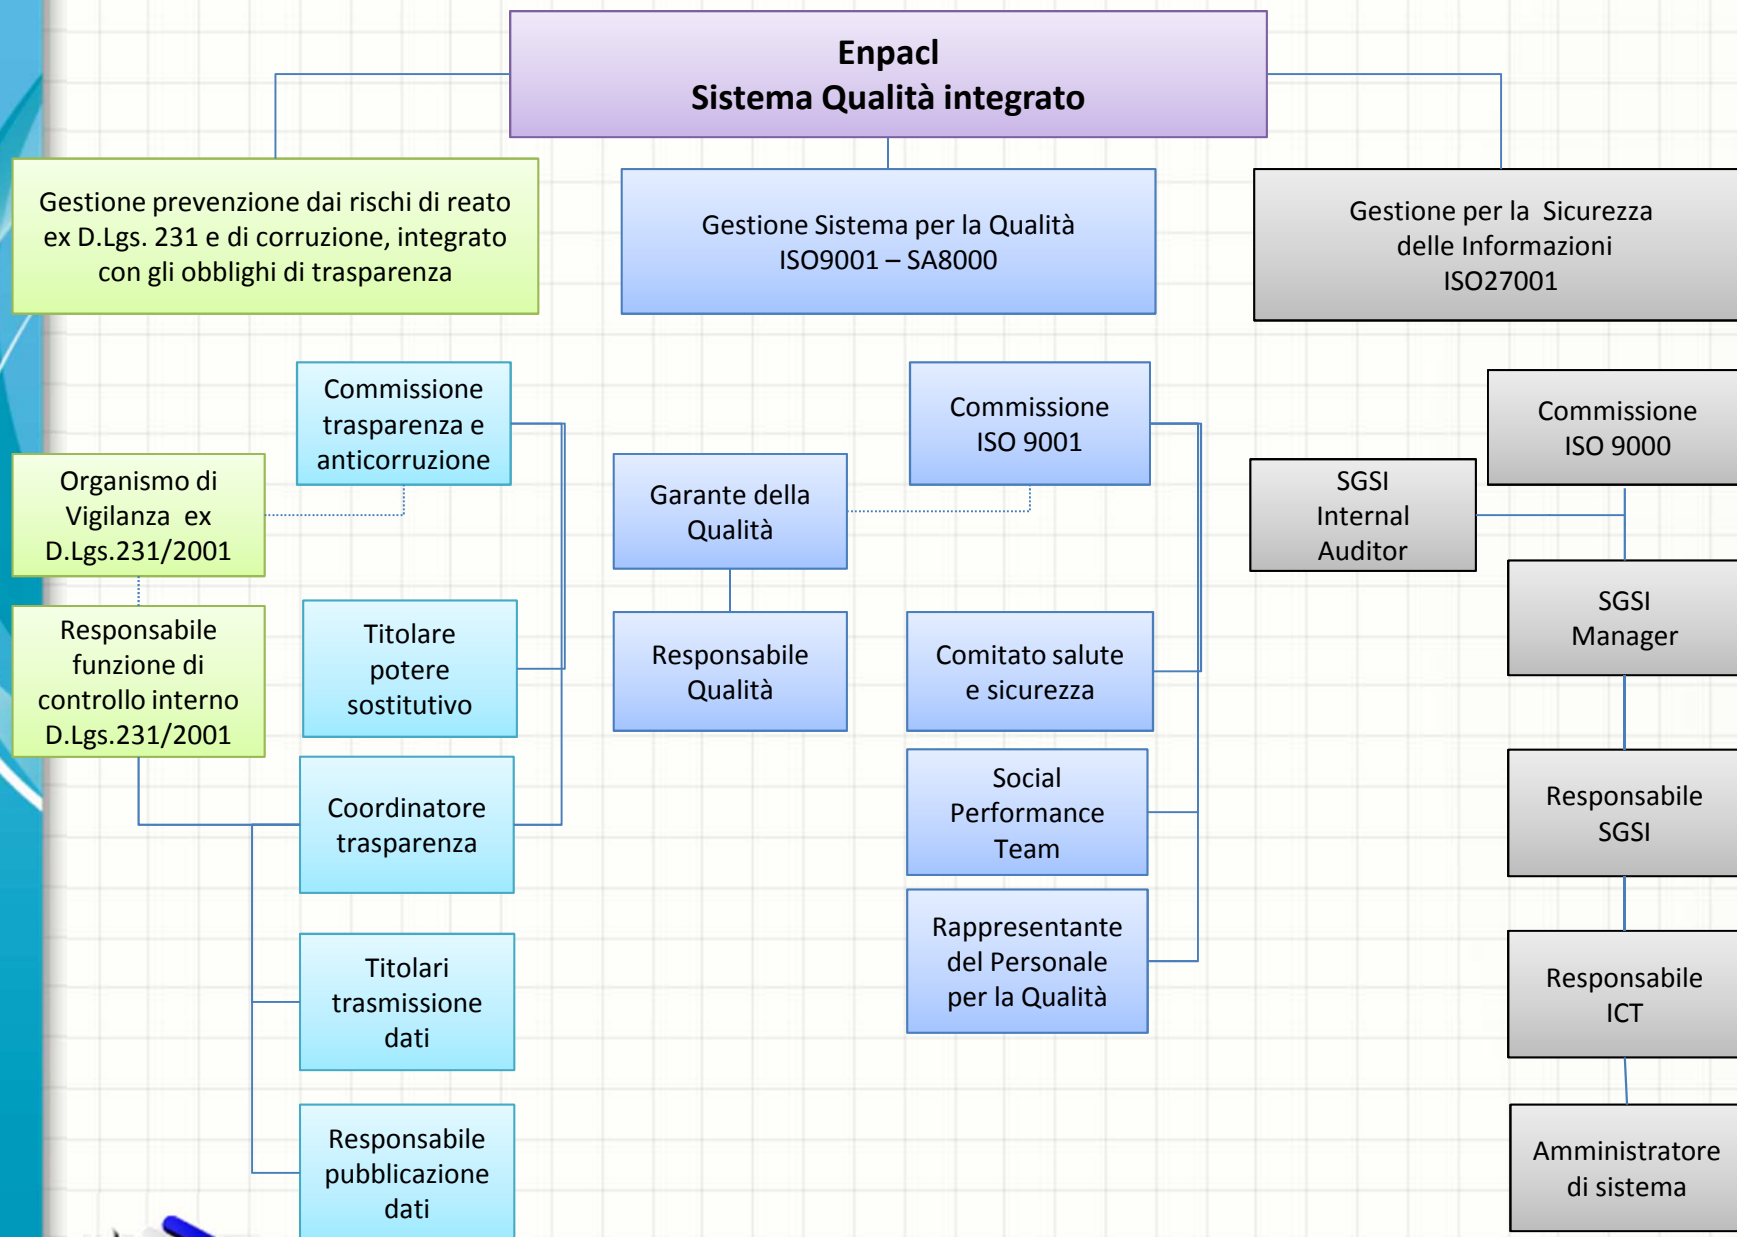 Enpacl
Sistema Qualità integrato
Gestione prevenzione dai rischi di reato
ex D.Lgs. 231 e di corruzione, integrato
con gli obblighi di trasparenza
Gestione Sistema per la Qualità
ISO9001 – SA8000
Gestione per la Sicurezza
delle Informazioni
ISO27001
Commissione
trasparenza e
anticorruzione
Organismo di
Vigilanza ex
D.Lgs.231/2001
Responsabile
funzione di
controllo interno
D.Lgs.231/2001
Titolare
potere
sostitutivo
Coordinatore
trasparenza
Titolari
trasmissione
dati
Responsabile
pubblicazione
dati
Commissione
ISO 9001
Garante della
Qualità
Responsabile
Qualità
Comitato salute
e sicurezza
Social
Performance
Team
Rappresentante
del Personale
per la Qualità
Commissione
ISO 9000
SGSI
Internal
Auditor
SGSI
Manager
Responsabile
SGSI
Responsabile
ICT
Amministratore
di sistema